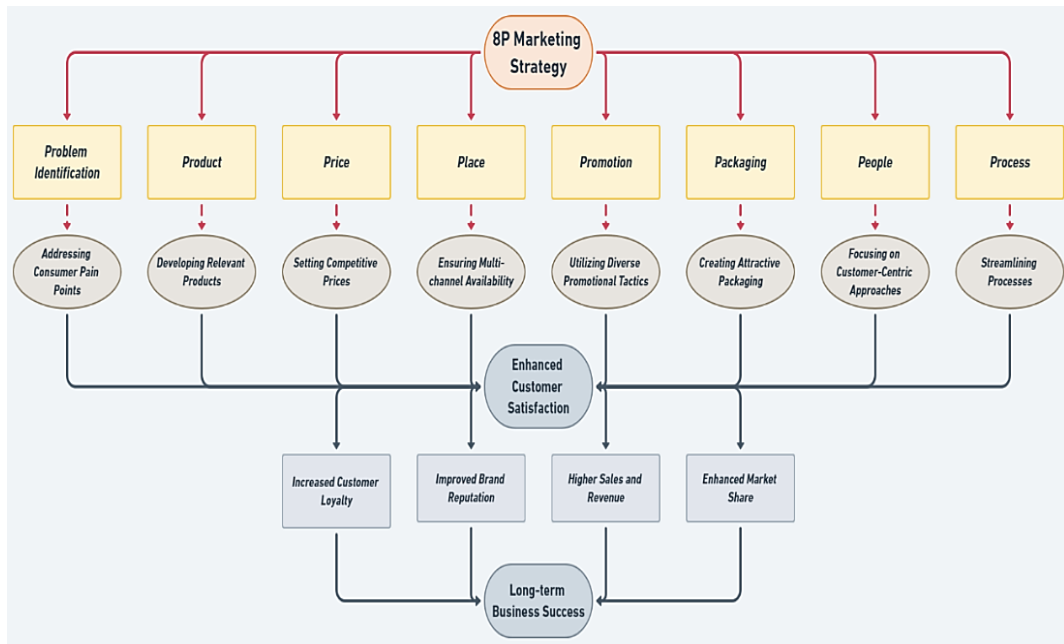 8P Marketing
Strategy
Problem
Identification
Product
Price
Place
Promotion
Packaging
People
Process
Addressing
Consumer Pain
Points
Developing Relevant
Products
Setting Competitive
Prices
Ensuring Multi-
channel Availability
Utilizing Diverse
Promotional Tactics
Creating Attractive
Packaging
Focusing on
Customer-Centric
Approaches
Streamlining
Processes
Enhanced
Customer
Satisfaction
Increased Customer
Loyalty
Improved Brand
Reputation
Higher Sales and
Revenue
Enhanced Market
Share
Long-term
Business Success